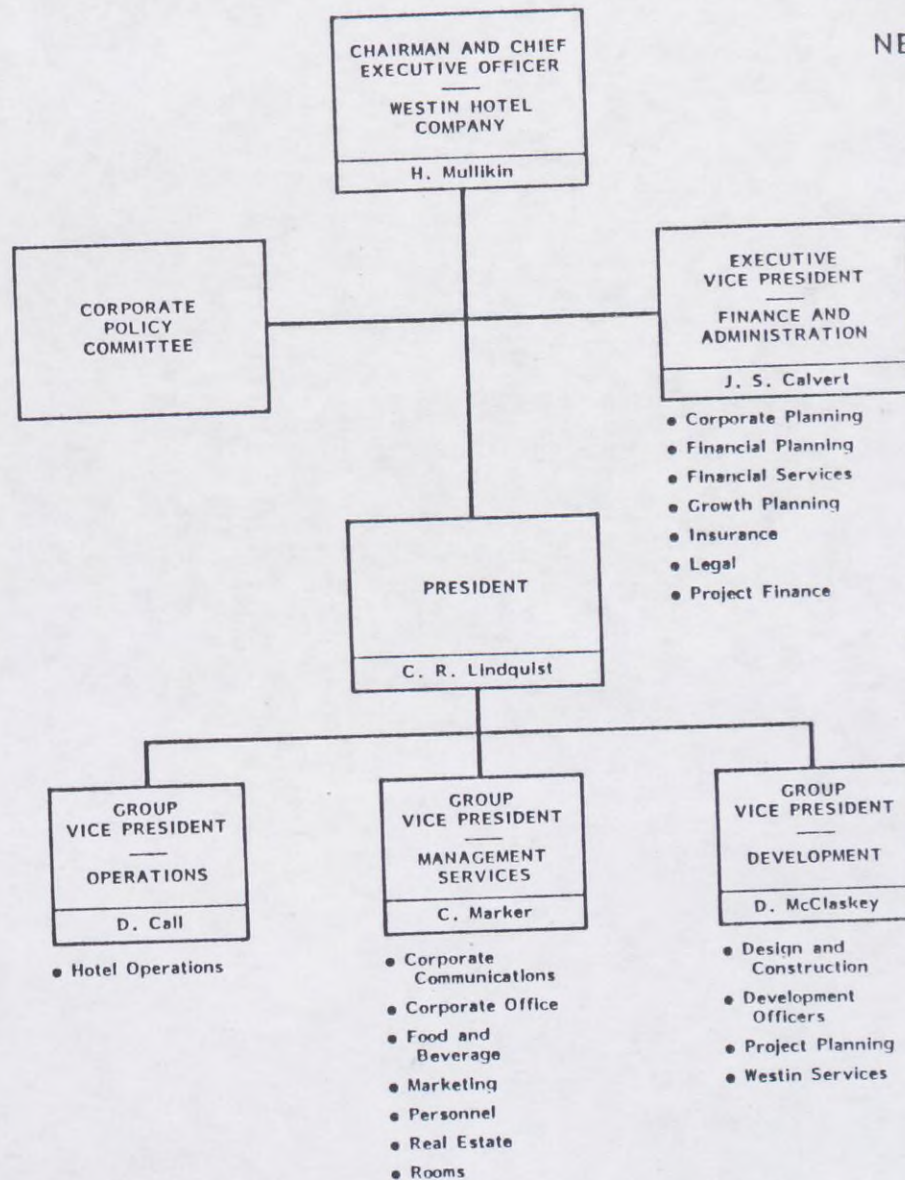 NE
CHAIRMAN AND CHIEF
EXECUTIVE OFFICER
WESTIN HOTEL
COMPANY
H. Mullikin
CORPORATE
POLICY
COMMITTEE
EXECUTIVE
VICE PRESIDENT
FINANCE AND
ADMINISTRATION
J. S. Calvert
• Corporate Planning
• Financial Planning
• Financial Services
• Growth Planning
• Insurance
• Legal
• Project Finance
PRESIDENT
C. R. Lindquist
GROUP
VICE PRESIDENT
OPERATIONS
D. Call
• Hotel Operations
GROUP
VICE PRESIDENT
MANAGEMENT
SERVICES
C. Marker
• Corporate
Communications
• Corporate Office
• Food and
Beverage
• Marketing
• Personnel
• Real Estate
• Rooms
GROUP
VICE PRESIDENT
DEVELOPMENT
D. McClaskey
• Design and
Construction
• Development
Officers
• Project Planning
• Westin Services